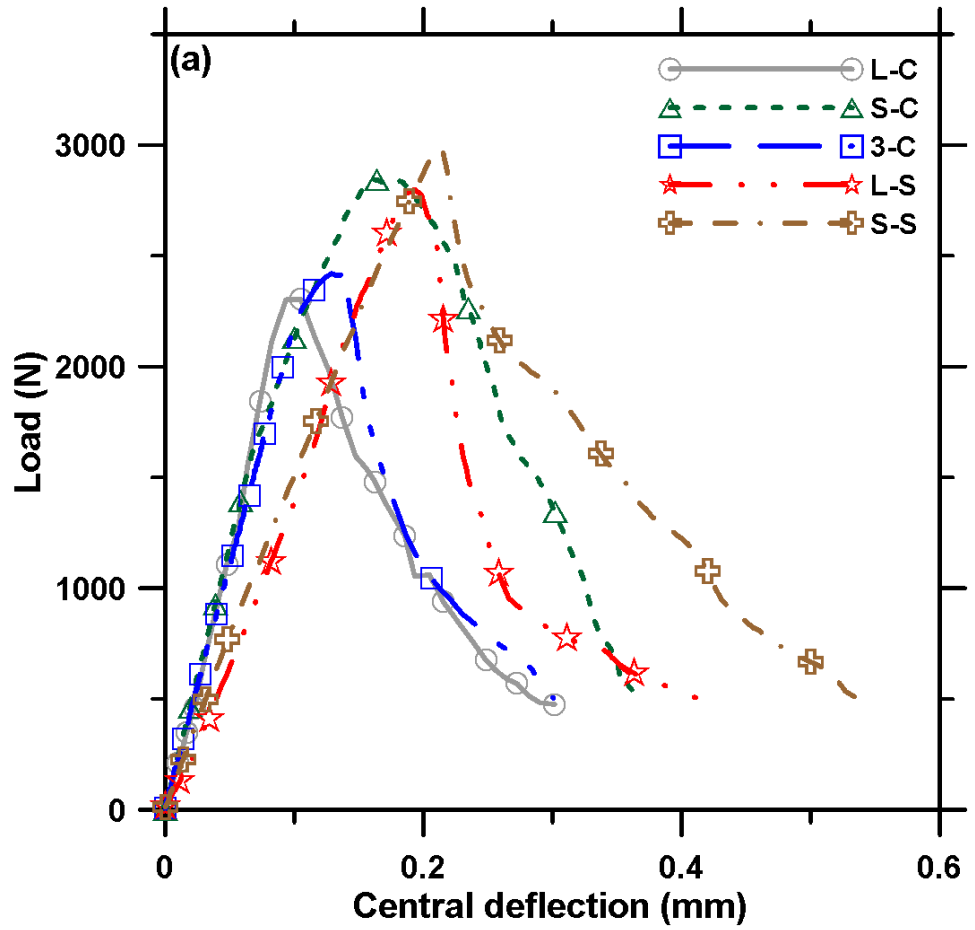 (a)
L-C
S-C
3-C
L-S
S-S
3000
2000
1000
0
Load (N)
0 0.2 0.4 0.6
Central deflection (mm)